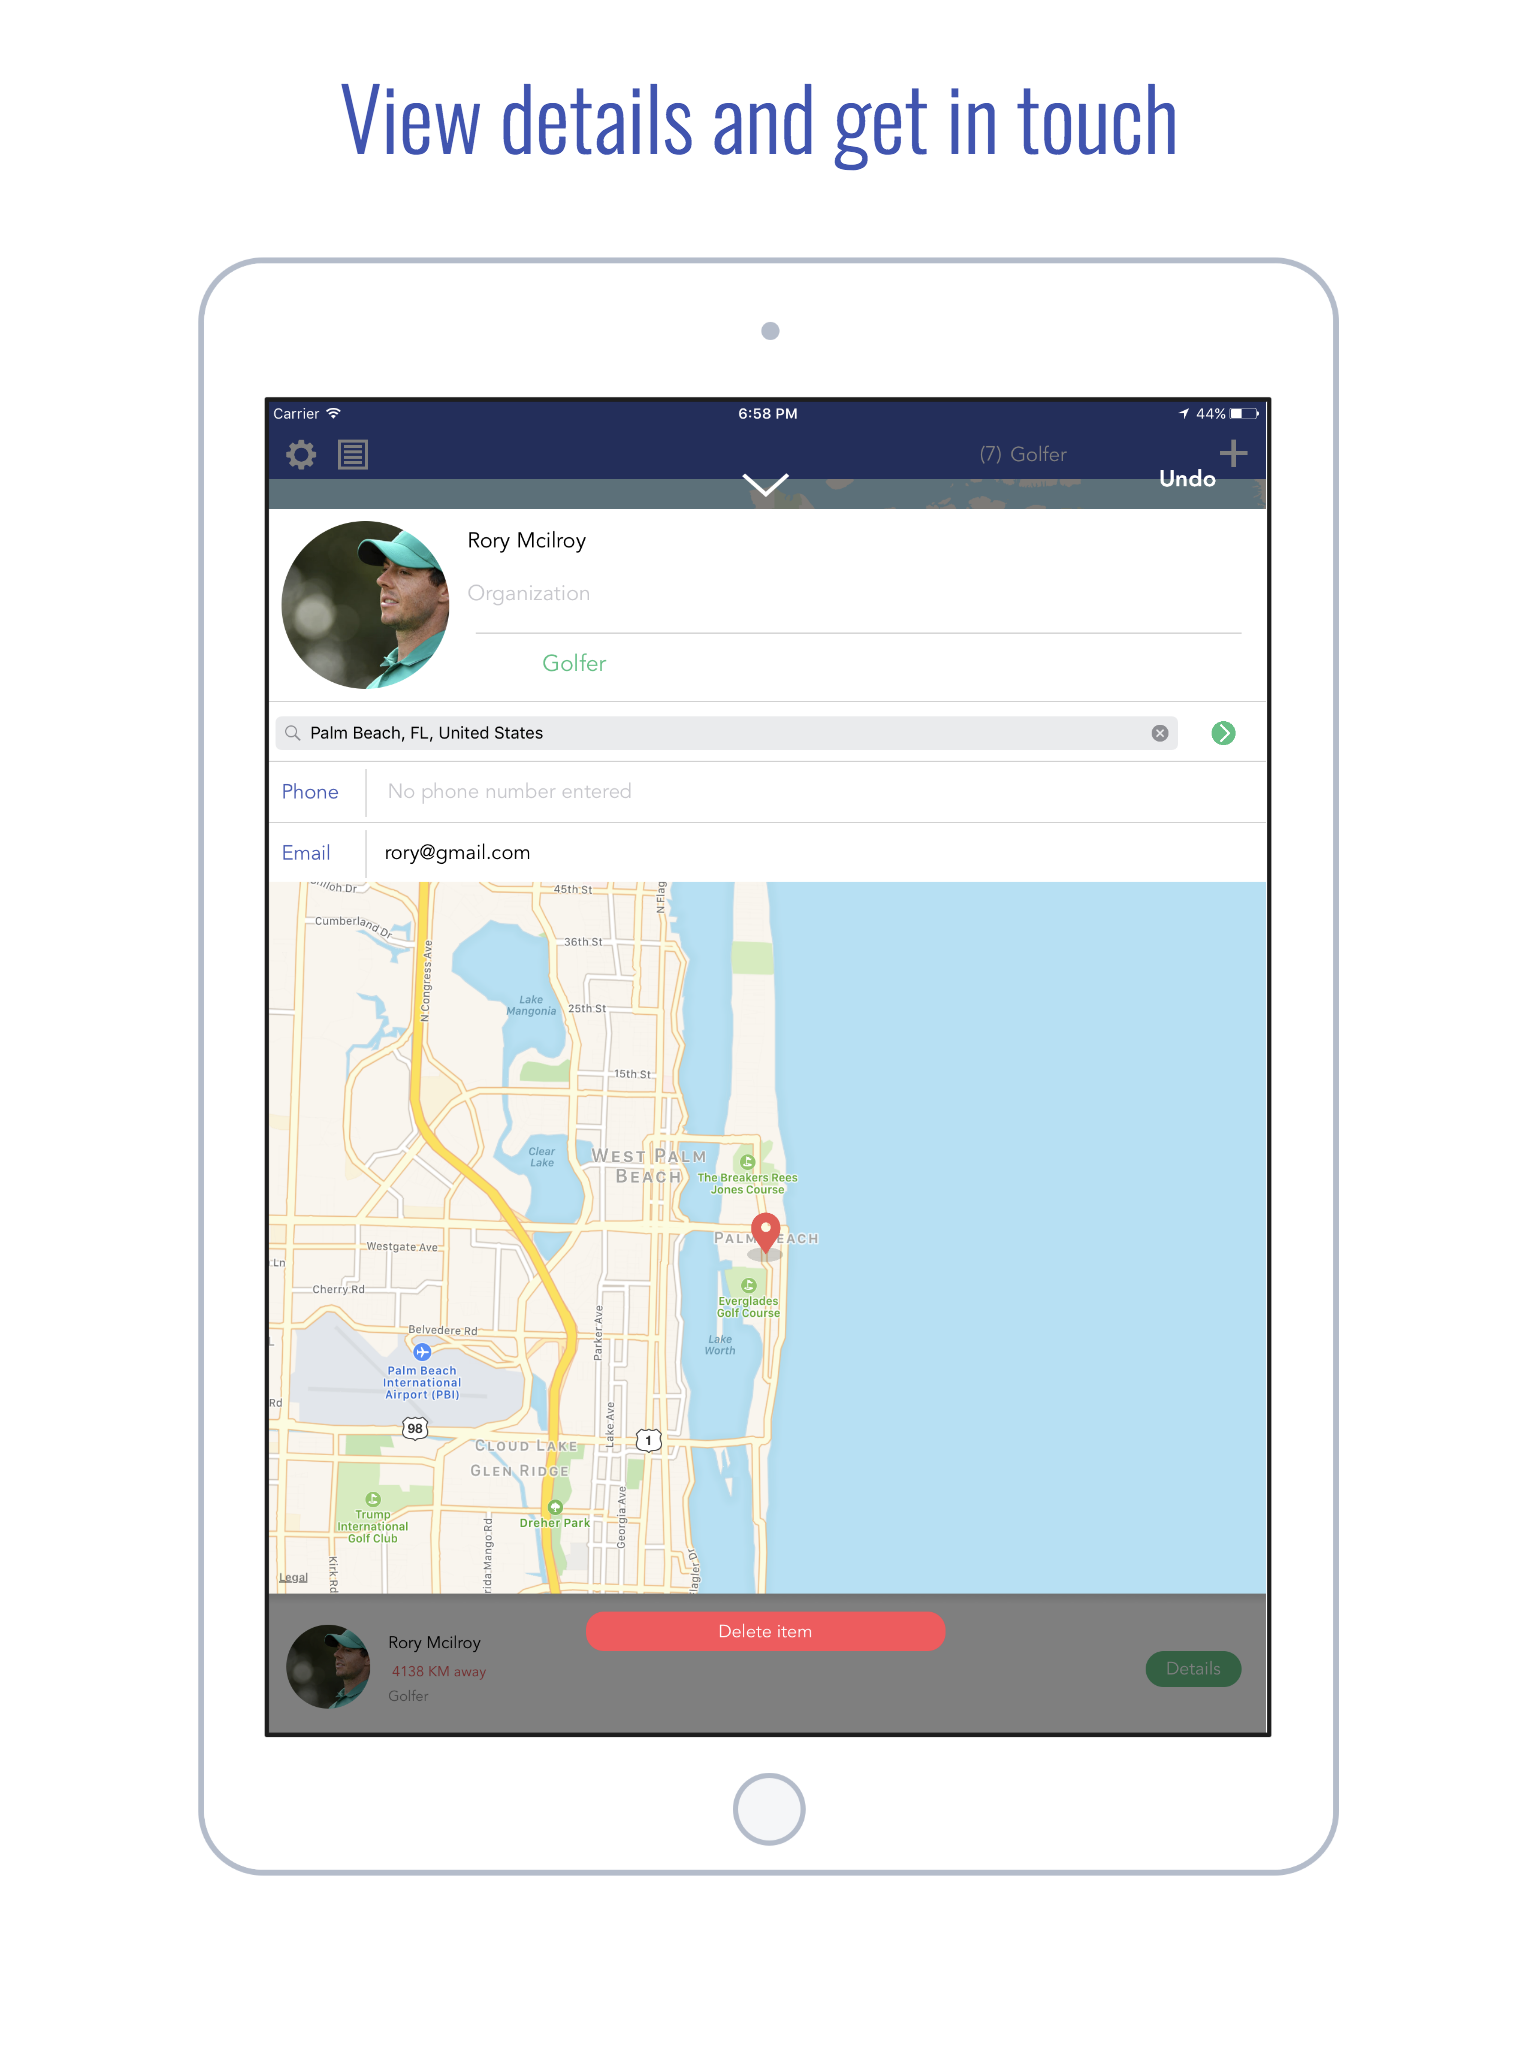 View details and get in touch
Carrier
6:58 PM
44%
(7) Golfer
Undo
Rory Mcilroy
Organization
Golfer
Palm Beach, FL, United States
Phone
No phone number entered
Email
rory@gmail.com
45th St
N Flag
Cumberland Dr
36th St
N Congress Ave
Lake
Mangonia
25th St
15th St
Clear
Lake
WEST PALM
BEACH
The Breakers Rees
Jones Course
PALM BEACH
Westgate Ave
Ln
Cherry Rd
Everglades
Golf Course
Belvedere Rd
Parker Ave
Lake
Worth
Palm Beach
International
Airport (PBI)
Rd
98
Lake Ave
1
CLOUD LAKE
GLEN RIDGE
Trump
International
Golf Club
Dreher Park
Georgia Ave
rida Mango Rd
Kirk Rd
lagler Dr
Legal
Delete item
Rory Mcilroy
4138 KM away
Golfer
Details